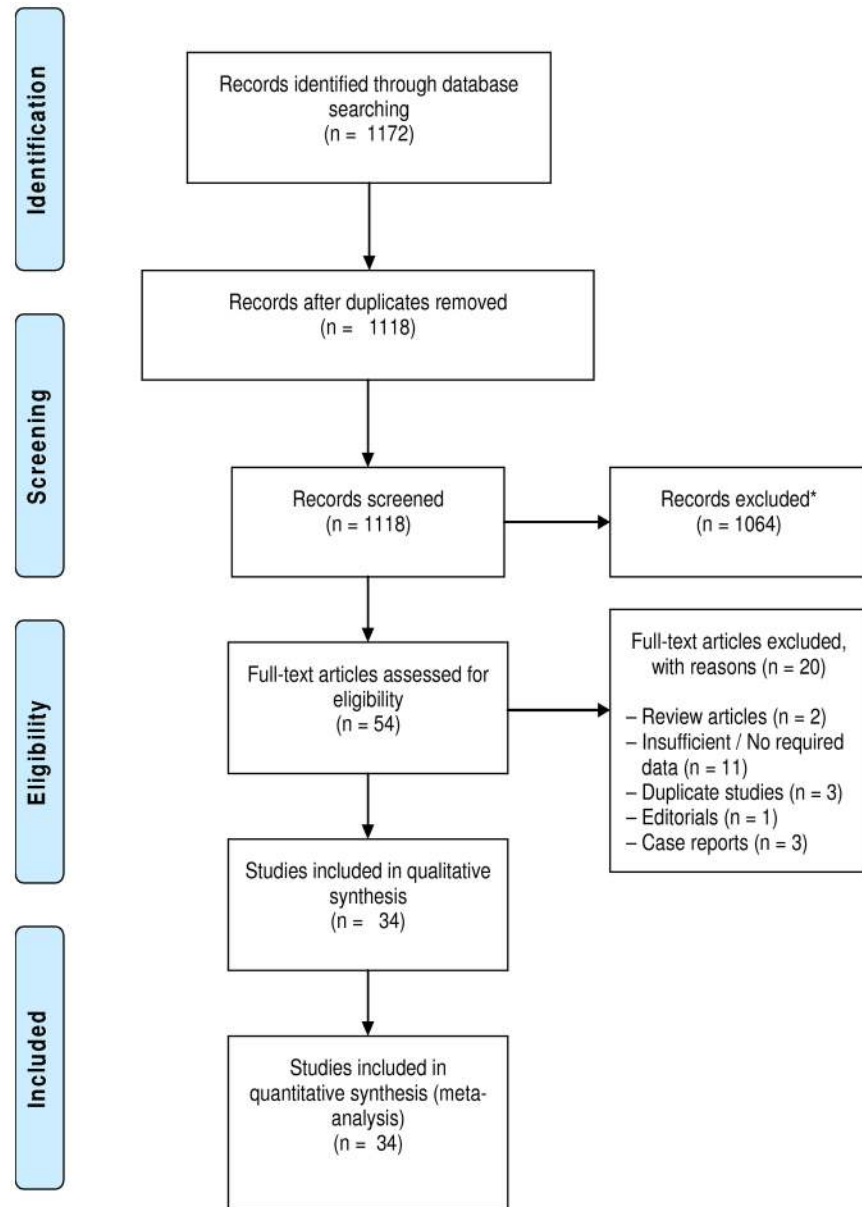 Identification
Records identified through database
searching
(n = 1172)
Records after duplicates removed
(n = 1118)
Screening
Records screened
(n = 1118)
Records excluded*
(n = 1064)
Eligibility
Full-text articles assessed for
eligibility
(n = 54)
Full-text articles excluded,
with reasons (n = 20)
– Review articles (n = 2)
– Insufficient / No required
data (n = 11)
– Duplicate studies (n = 3)
– Editorials (n = 1)
– Case reports (n = 3)
Studies included in qualitative
synthesis
(n = 34)
Included
Studies included in
quantitative synthesis (meta-
analysis)
(n = 34)